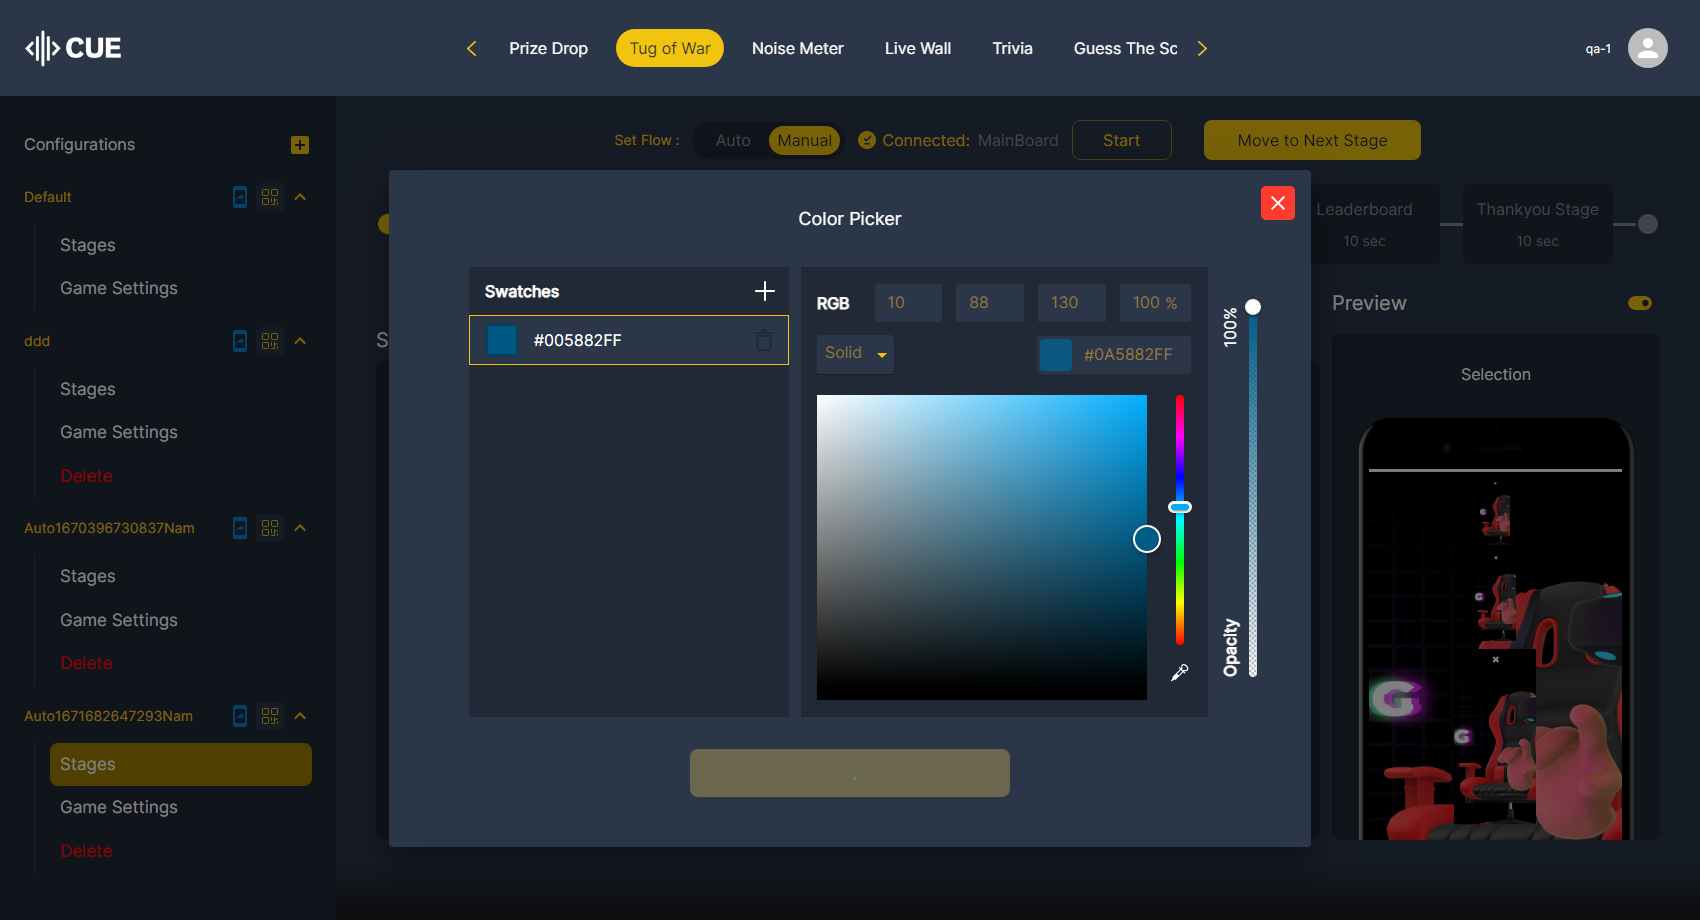 CUE
Prize Drop
Tug of War
Noise Meter
Live Wall
Trivia
Guess The Sc
qa-1
Configurations
Default
Stages
Game Settings
ddd
Stages
Game Settings
Delete
Auto1670396730837Nam
Stages
Game Settings
Delete
Auto1671682647293Nam
Stages
Game Settings
Delete
Set Flow :
Auto
Manual
Connected: MainBoard
Start
Move to Next Stage
Leaderboard
10 sec
Thankyou Stage
10 sec
S
Color Picker
Swatches
#005882FF
RGB
10
88
130
100 %
Solid
#0A5882FF
100%
Opacity
Preview
Selection
G
G
G
G